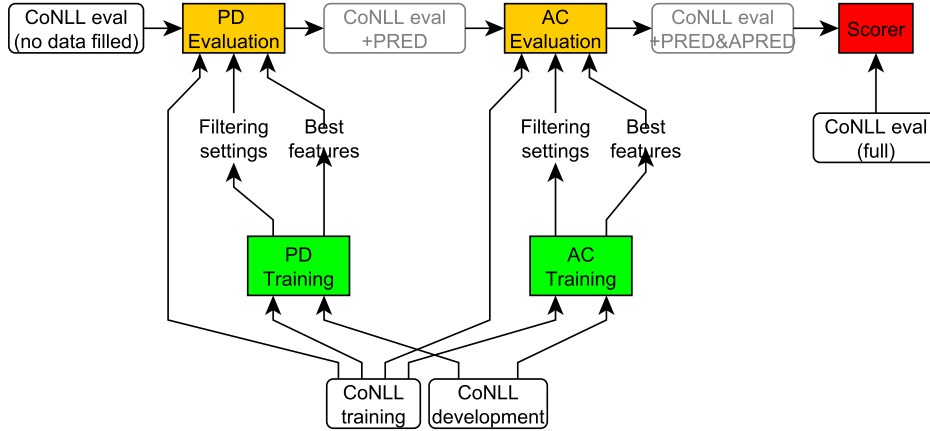 CoNLL eval
(no data filled)
PD
Evaluation
CoNLL eval
+PRED
AC
Evaluation
CoNLL eval
+PRED&APRED
Scorer
CoNLL eval
(full)
Filtering
settings
Best
features
Filtering
settings
Best
features
PD
Training
AC
Training
CoNLL
training
CoNLL
development